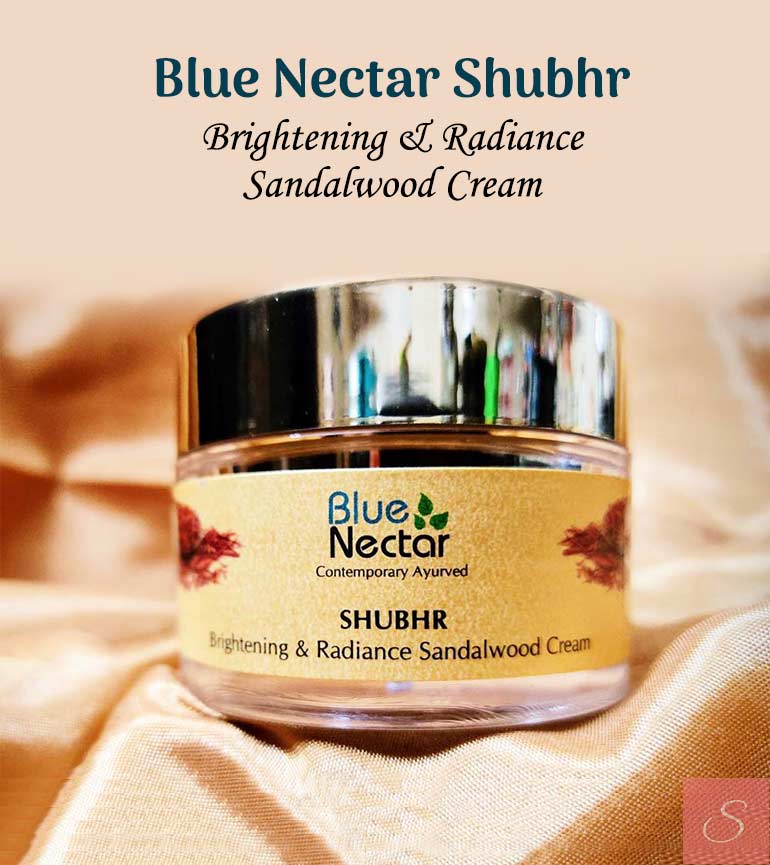 Blue Nectar Shubhr
Brightening & Radiance
Sandalwood Cream
Blue
Nectar
Contemporary Ayurved
SHUBHR
Brightening & Radiance Sandalwood Cream
S